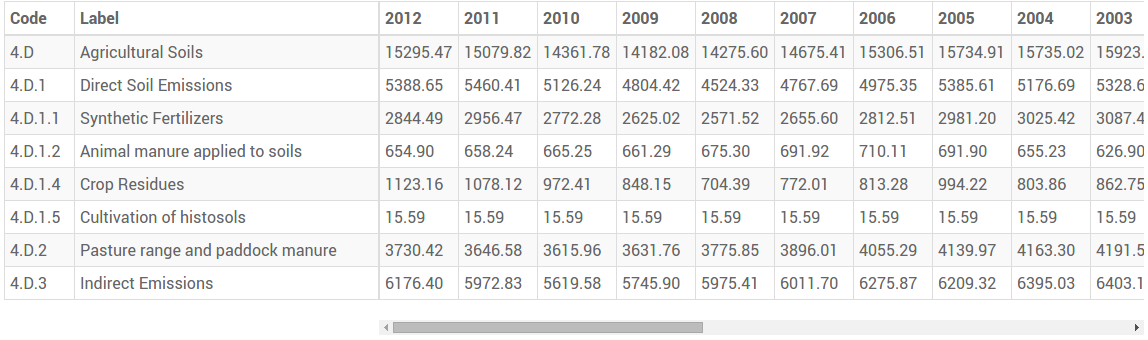 Code Label 2012 2011 2010 2009 2008 2007 2006 2005 2004 2003
4.D Agricultural Soils 15295.47 15079.82 14361.78 14182.08 14275.60 14675.41 15306.51 15734.91 15735.02 15923.
4.D.1 Direct Soil Emissions 5388.65 5460.41 5126.24 4804.42 4524.33 4767.69 4975.35 5385.61 5176.69 5328.6
4.D.1.1 Synthetic Fertilizers 2844.49 2956.47 2772.28 2625.02 2571.52 2655.60 2812.51 2981.20 3025.42 3087.4
4.D.1.2 Animal manure applied to soils 654.90 658.24 665.25 661.29 675.30 691.92 710.11 691.90 655.23 626.90
4.D.1.4 Crop Residues 1123.16 1078.12 972.41 848.15 704.39 772.01 813.28 994.22 803.86 862.75
4.D.1.5 Cultivation of histosols 15.59 15.59 15.59 15.59 15.59 15.59 15.59 15.59 15.59 15.59
4.D.2 Pasture range and paddock manure 3730.42 3646.58 3615.96 3631.76 3775.85 3896.01 4055.29 4139.97 4163.30 4191.5
4.D.3 Indirect Emissions 6176.40 5972.83 5619.58 5745.90 5975.41 6011.70 6275.87 6209.32 6395.03 6403.1